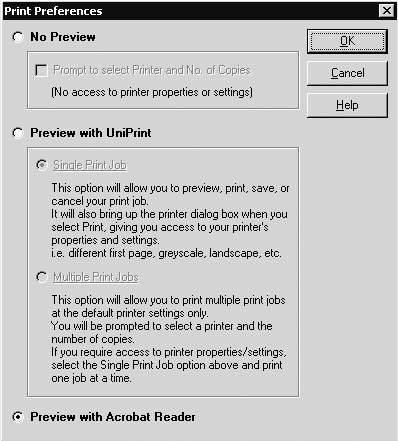 Print Preferences
No Preview
OK
Prompt to select Printer and No. of Copies
Cancel
(No access to printer properties or settings)
Help
Preview with UniPrint
Single Print Job
This option will allow you to preview, print, save, or
cancel your print job.
It will also bring up the printer dialog box when you
select Print, giving you access to your printer's
properties and settings.
i.e. different first page, greyscale, landscape, etc.
Multiple Print Jobs
This option will allow you to print multiple print jobs
at the default printer settings only.
You will be prompted to select a printer and the
number of copies.
If you require access to printer properties/settings,
select the Single Print Job option above and print
one job at a time.
Preview with Acrobat Reader